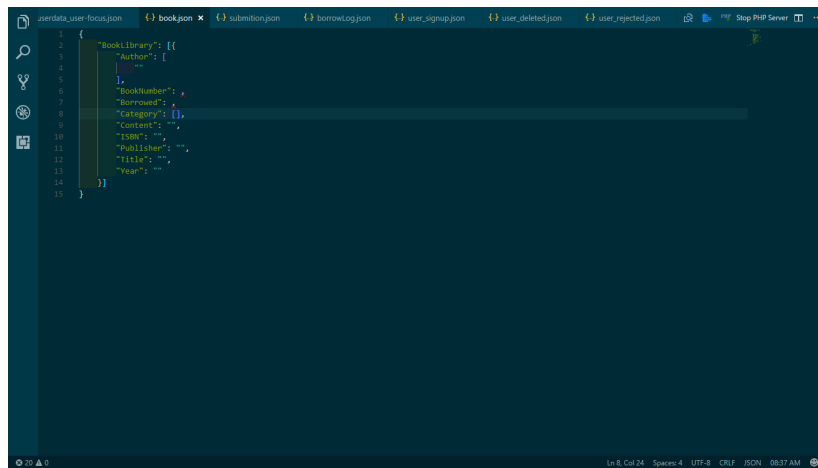 userdata_user-focus.json {..} book.json × {..} submition.json {..} borrowLog.json {..} user_signup.json {..} user_deleted.json {..} user_rejected.json Stop PHP Server
1 {
2 "BookLibrary": [{
3 "Author": [
4 ""
5 ],
6 "BookNumber": ,
7 "Borrowed": ,
8 "Category": [],
9 "Content": "",
10 "ISBN": "",
11 "Publisher": "",
12 "Title": "",
13 "Year": ""
14 }]
15 }
20 0 Ln 8, Col 24 Spaces: 4 UTF-8 CRLF JSON 08:37 AM